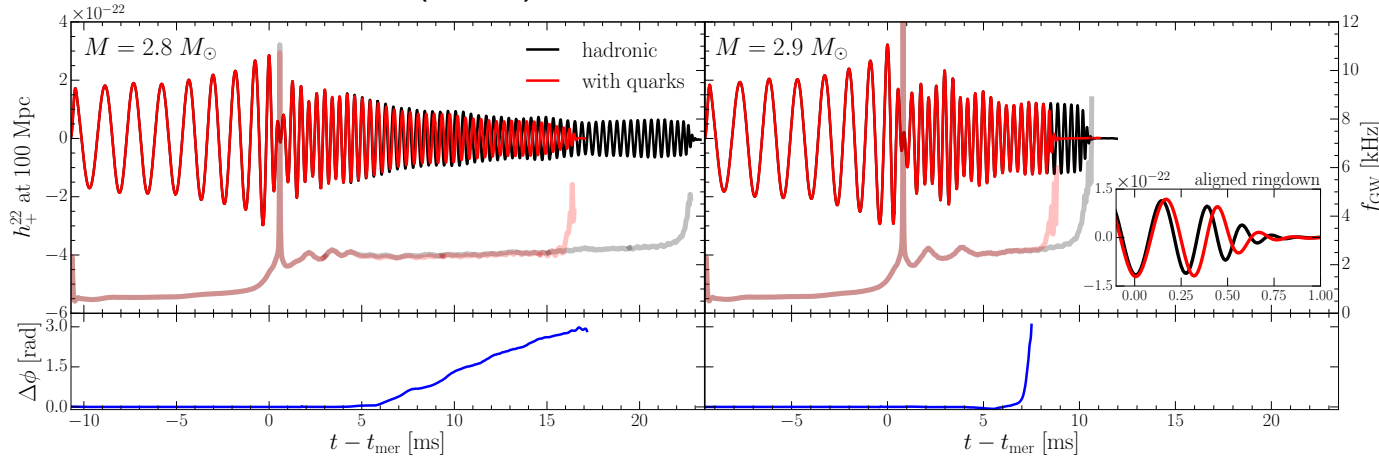 ×10⁻²²
M = 2.8 M⊙
hadronic
with quarks
M = 2.9 M⊙
4
2
0
−2
−4
−6
h₊²² at 100 Mpc
12
10
8
6
4
2
0
f_GW [kHz]
×10⁻²²
aligned ringdown
1.5
0.0
−1.5
0.00 0.25 0.50 0.75 1.00
3.0
1.5
0.0
Δϕ [rad]
−10 −5 0 5 10 15 20
−5 0 5 10 15 20
t − t_mer [ms]
t − t_mer [ms]